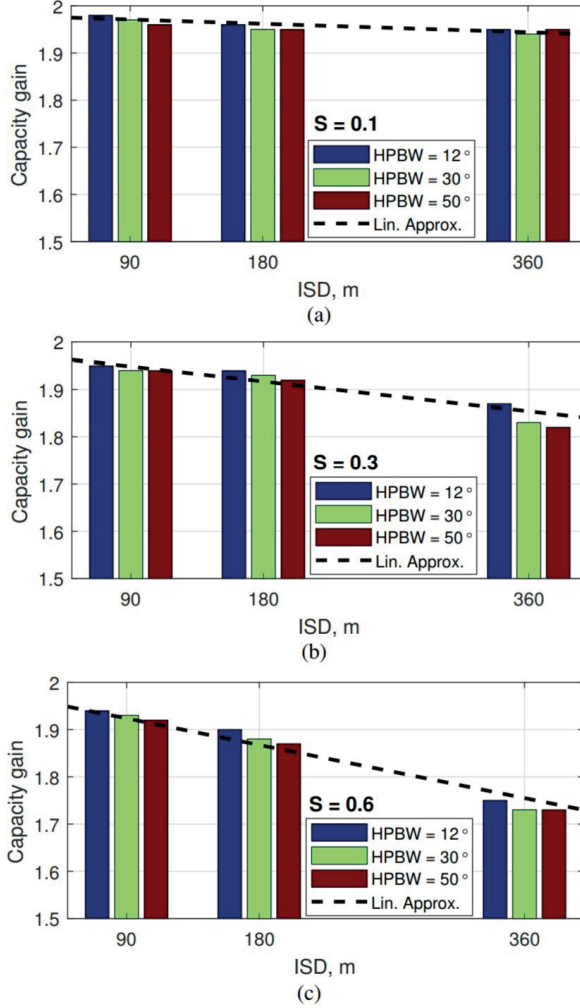 2
1.9
1.8
1.7
1.6
1.5
Capacity gain
S = 0.1
HPBW = 12°
HPBW = 30°
HPBW = 50°
Lin. Approx.
90 180 360
ISD, m
(a)
2
1.9
1.8
1.7
1.6
1.5
Capacity gain
S = 0.3
HPBW = 12°
HPBW = 30°
HPBW = 50°
Lin. Approx.
90 180 360
ISD, m
(b)
2
1.9
1.8
1.7
1.6
1.5
Capacity gain
S = 0.6
HPBW = 12°
HPBW = 30°
HPBW = 50°
Lin. Approx.
90 180 360
ISD, m
(c)